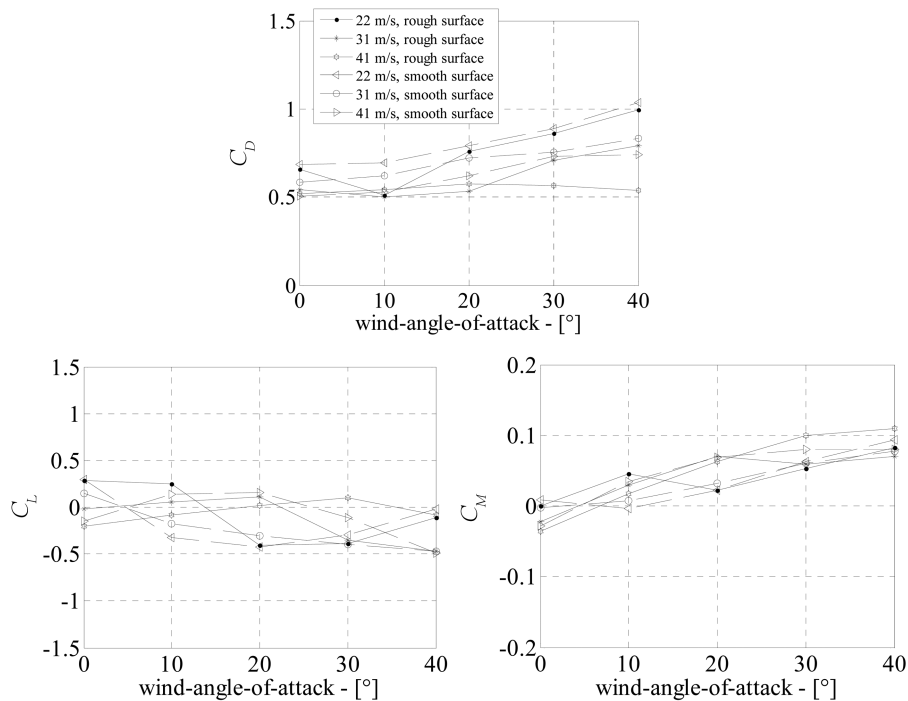 1.5
22 m/s, rough surface
31 m/s, rough surface
41 m/s, rough surface
22 m/s, smooth surface
31 m/s, smooth surface
41 m/s, smooth surface
1
C_D
0.5
0
0 10 20 30 40
wind-angle-of-attack - [°]
1.5
1
0.5
C_L
0
-0.5
-1
-1.5
0 10 20 30 40
wind-angle-of-attack - [°]
0.2
0.1
C_M
0
-0.1
-0.2
0 10 20 30 40
wind-angle-of-attack - [°]